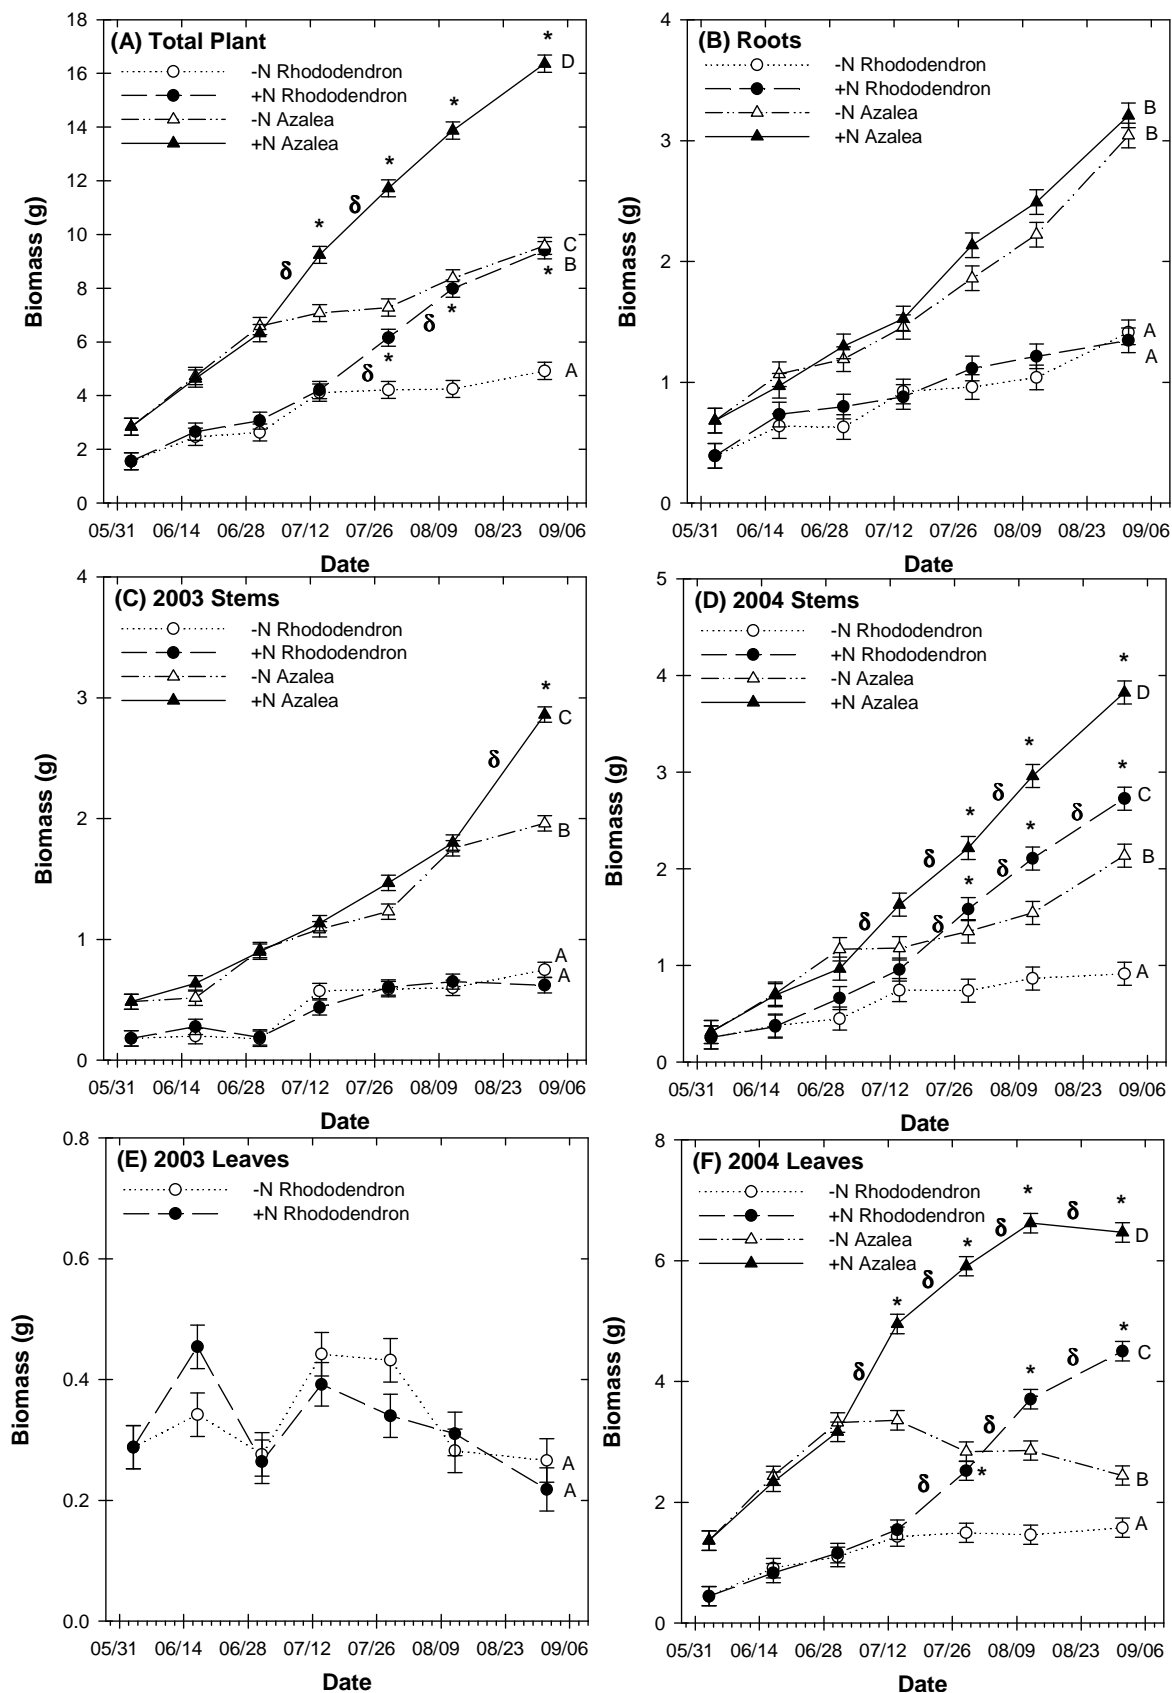 (A) Total Plant
-N Rhododendron
+N Rhododendron
-N Azalea
+N Azalea
18
16
14
12
10
8
6
4
2
0
Biomass (g)
* * * * * * *
δ δ δ δ
D
C
B
A
05/31 06/14 06/28 07/12 07/26 08/09 08/23 09/06
Date
(B) Roots
-N Rhododendron
+N Rhododendron
-N Azalea
+N Azalea
4
3
2
1
0
Biomass (g)
B
B
A
A
05/31 06/14 06/28 07/12 07/26 08/09 08/23 09/06
Date
(C) 2003 Stems
-N Rhododendron
+N Rhododendron
-N Azalea
+N Azalea
4
3
2
1
0
Biomass (g)
*
δ
C
B
A
A
05/31 06/14 06/28 07/12 07/26 08/09 08/23 09/06
Date
(D) 2004 Stems
-N Rhododendron
+N Rhododendron
-N Azalea
+N Azalea
5
4
3
2
1
0
Biomass (g)
* * * * * *
δ δ δ δ δ δ
D
C
B
A
05/31 06/14 06/28 07/12 07/26 08/09 08/23 09/06
Date
(E) 2003 Leaves
-N Rhododendron
+N Rhododendron
0.8
0.6
0.4
0.2
0.0
Biomass (g)
A
A
05/31 06/14 06/28 07/12 07/26 08/09 08/23 09/06
Date
(F) 2004 Leaves
-N Rhododendron
+N Rhododendron
-N Azalea
+N Azalea
8
6
4
2
0
Biomass (g)
* * * * * * *
δ δ δ δ δ δ δ
D
C
B
A
05/31 06/14 06/28 07/12 07/26 08/09 08/23 09/06
Date